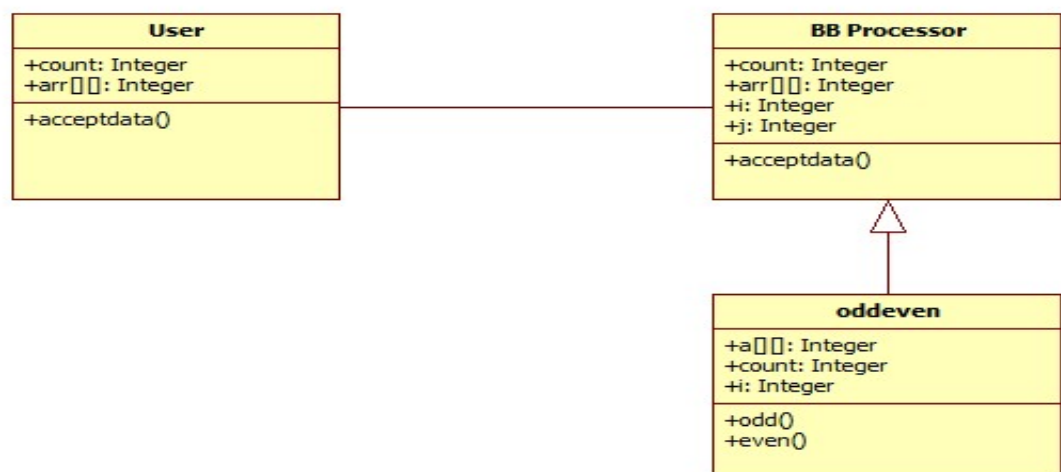 User
+count: Integer
+arr[][]: Integer
+acceptdata()
BB Processor
+count: Integer
+arr[][]: Integer
+i: Integer
+j: Integer
+acceptdata()
oddeven
+a[][]: Integer
+count: Integer
+i: Integer
+odd()
+even()